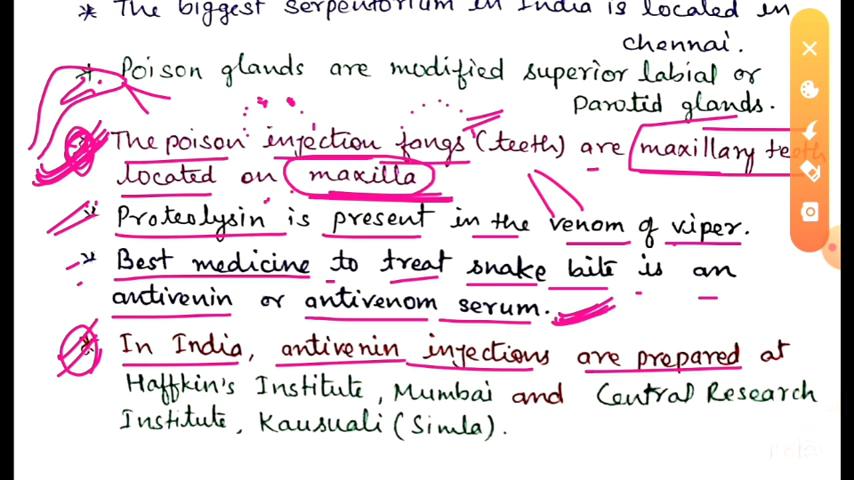 * The biggest serpentorium in India is located in
chennai.
* Poison glands are modified superior labial or
Parotid glands.
* The poison injection fangs (teeth) are maxillary teeth
located on maxilla
* Proteolysin is present in the venom of viper.
* Best medicine to treat snake bite is an
antivenin or antivenom serum.
* In India, antivenin injections are prepared at
Haffkin's Institute, Mumbai and Central Research
Institute, Kausuali (Simla).